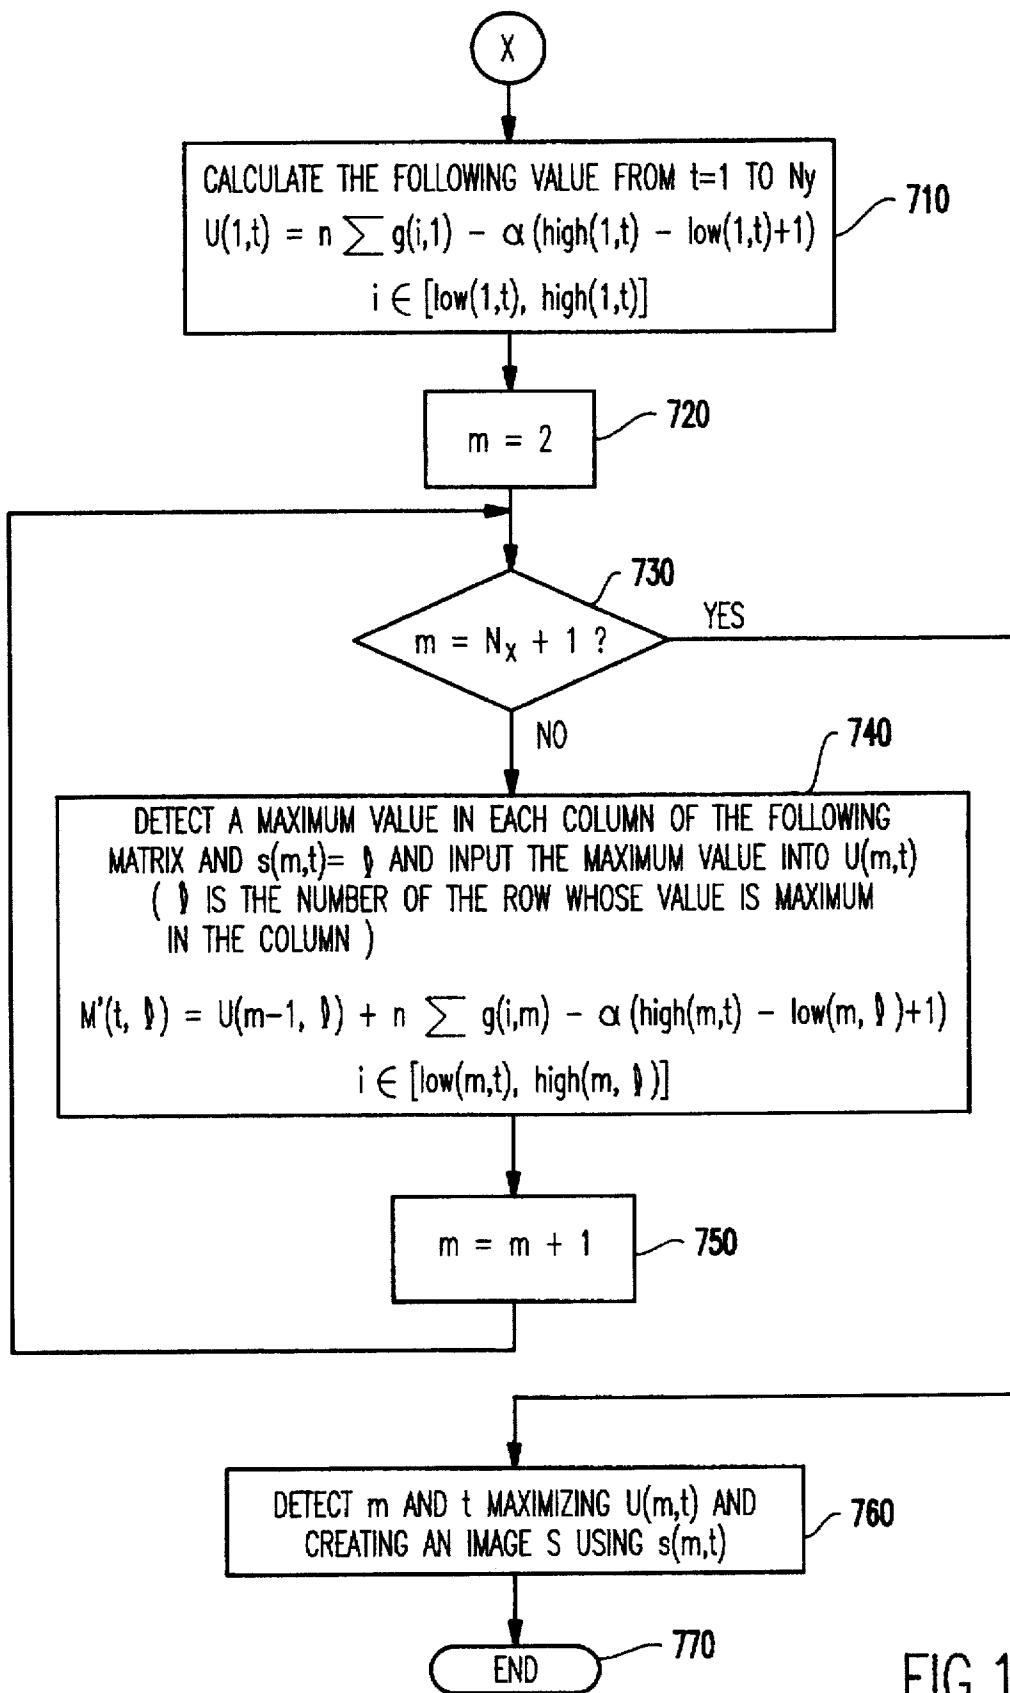 X
CALCULATE THE FOLLOWING VALUE FROM t=1 TO Ny
U(1,t) = n ∑ g(i,1) − α (high(1,t) − low(1,t)+1)
i ∈ [low(1,t), high(1,t)]
710
m = 2
720
730
m = Nx + 1 ?
YES
NO
740
DETECT A MAXIMUM VALUE IN EACH COLUMN OF THE FOLLOWING
MATRIX AND s(m,t)= ℓ AND INPUT THE MAXIMUM VALUE INTO U(m,t)
( ℓ IS THE NUMBER OF THE ROW WHOSE VALUE IS MAXIMUM
IN THE COLUMN )
M'(t, ℓ) = U(m−1, ℓ) + n ∑ g(i,m) − α (high(m,t) − low(m, ℓ)+1)
i ∈ [low(m,t), high(m, ℓ)]
m = m + 1
750
DETECT m AND t MAXIMIZING U(m,t) AND
CREATING AN IMAGE S USING s(m,t)
760
END
770
FIG.1